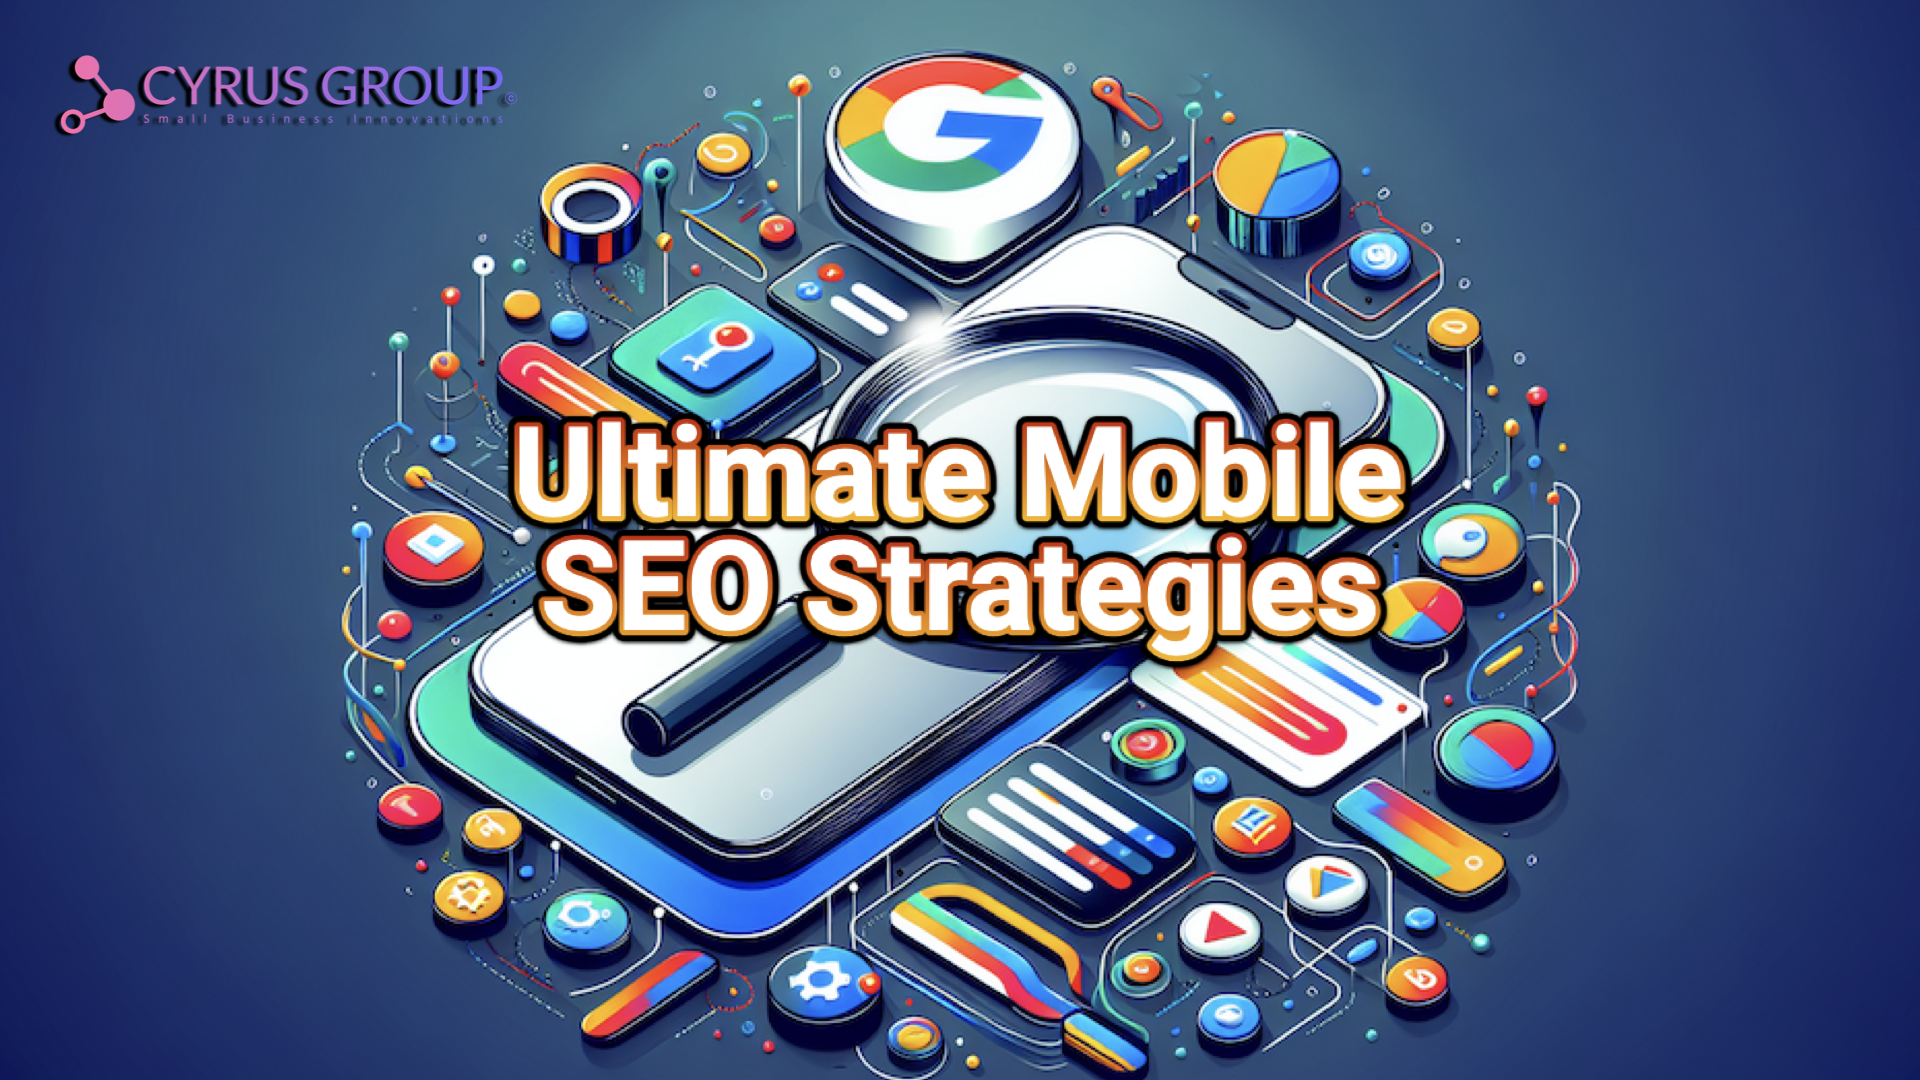 CYRUS GROUP©
Small Business Innovations
G
Ultimate Mobile
SEO Strategies